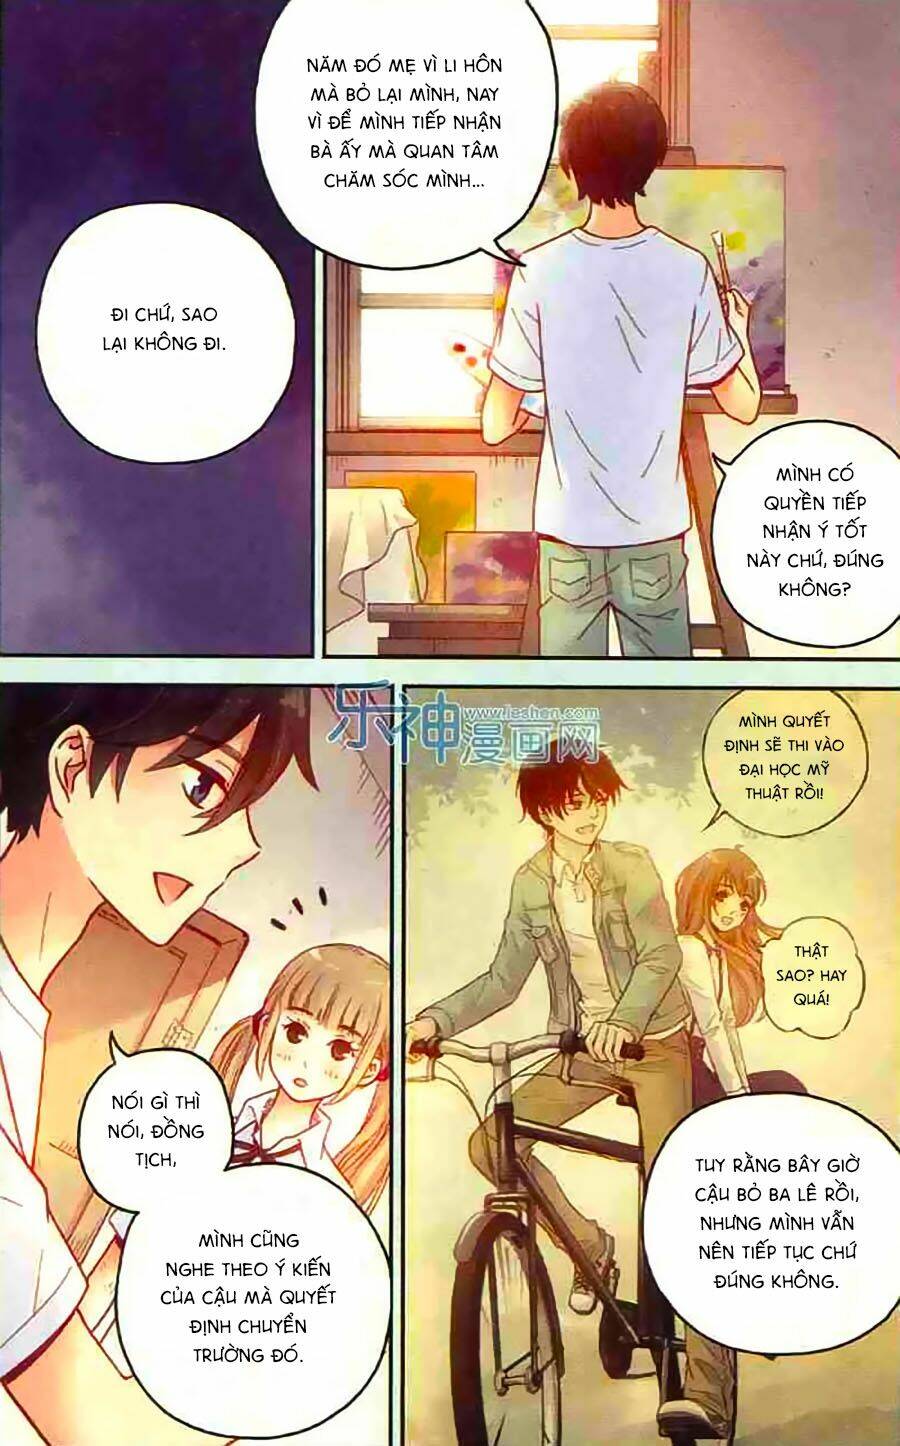 ĐI CHỨ, SAO
LẠI KHÔNG ĐI.
NĂM ĐÓ MẸ VÌ LI HÔN
MÀ BỎ LẠI MÌNH, NAY
VÌ ĐỂ MÌNH TIẾP NHẬN
BÀ ẤY MÀ QUAN TÂM
CHĂM SÓC MÌNH...
MÌNH CÓ
QUYỀN TIẾP
NHẬN Ý TỐT
NÀY CHỨ, ĐÚNG
KHÔNG?
乐神漫画网
www.leshen.com
NÓI GÌ THÌ
NÓI, ĐỒNG
TỊCH,
MÌNH CŨNG
NGHE THEO Ý KIẾN
CỦA CẬU MÀ QUYẾT
ĐỊNH CHUYỂN
TRƯỜNG ĐÓ.
MÌNH QUYẾT
ĐỊNH SẼ THI VÀO
ĐẠI HỌC MỸ
THUẬT RỒI!
THẬT
SAO? HAY
QUÁ!
TUY RẰNG BÂY GIỜ
CẬU BỎ BA LÊ RỒI,
NHƯNG MÌNH VẪN
NÊN TIẾP TỤC CHỨ
ĐÚNG KHÔNG.